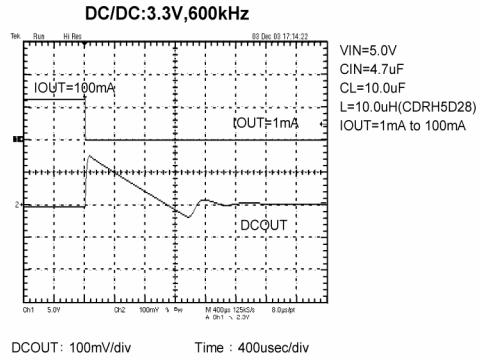 DC/DC:3.3V,600kHz
Tek Run Hi Res 03 Dec 03 17:14:22
IOUT=100mA
IOUT=1mA
2
DCOUT
VIN=5.0V
CIN=4.7uF
CL=10.0uF
L=10.0uH(CDRH5D28)
IOUT=1mA to 100mA
Ch1 5.0V Ch2 100mV M 400µs 125kS/s 8.0µs/pt
A Ch1 2.3V
DCOUT: 100mV/div Time : 400usec/div